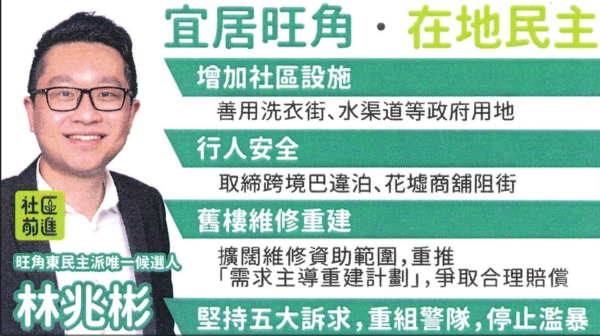 宜居旺角·在地民主
增加社區設施
善用洗衣街、水渠道等政府用地
行人安全
取締跨境巴違泊、花墟商舖阻街
舊樓維修重建
擴闊維修資助範圍，重推
「需求主導重建計劃」，爭取合理賠償
堅持五大訴求，重組警隊，停止濫暴
社區
前進
旺角東民主派唯一候選人
林兆彬